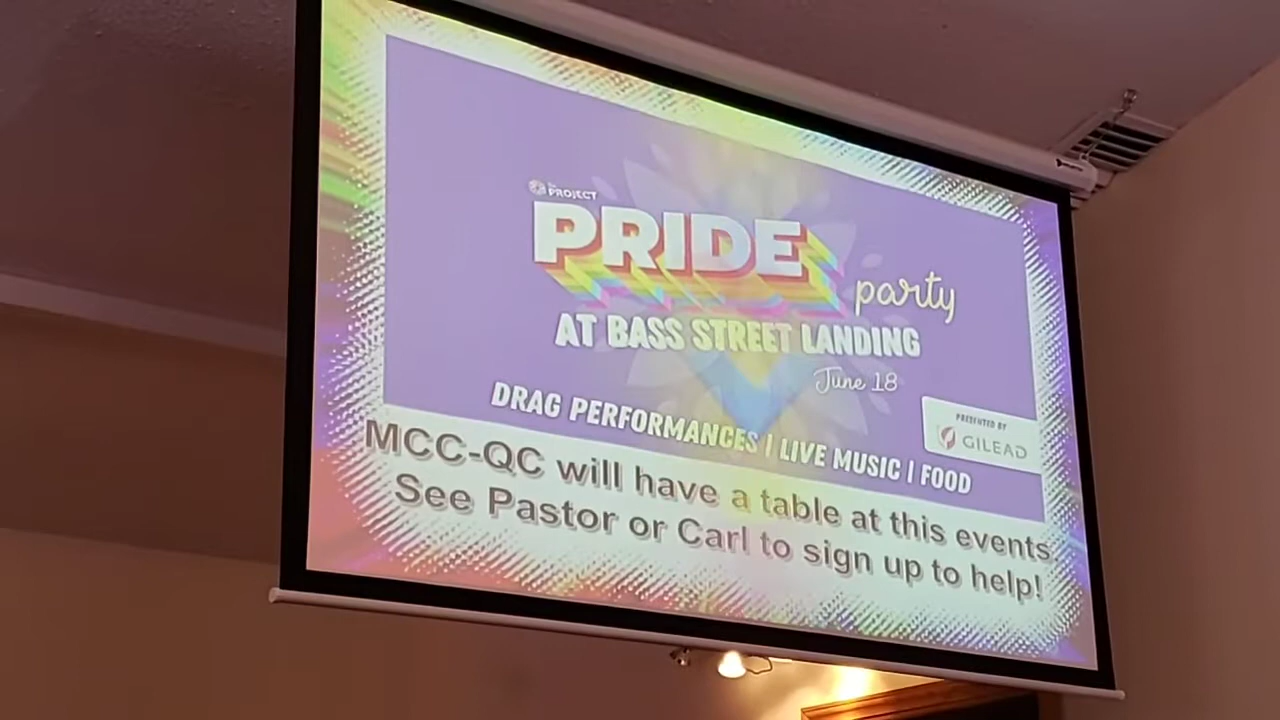 PROJECT
PRIDE
party
AT BASS STREET LANDING
June 18
DRAG PERFORMANCES | LIVE MUSIC | FOOD
PRESENTED BY
GILEAD
MCC-QC will have a table at this events
See Pastor or Carl to sign up to help!